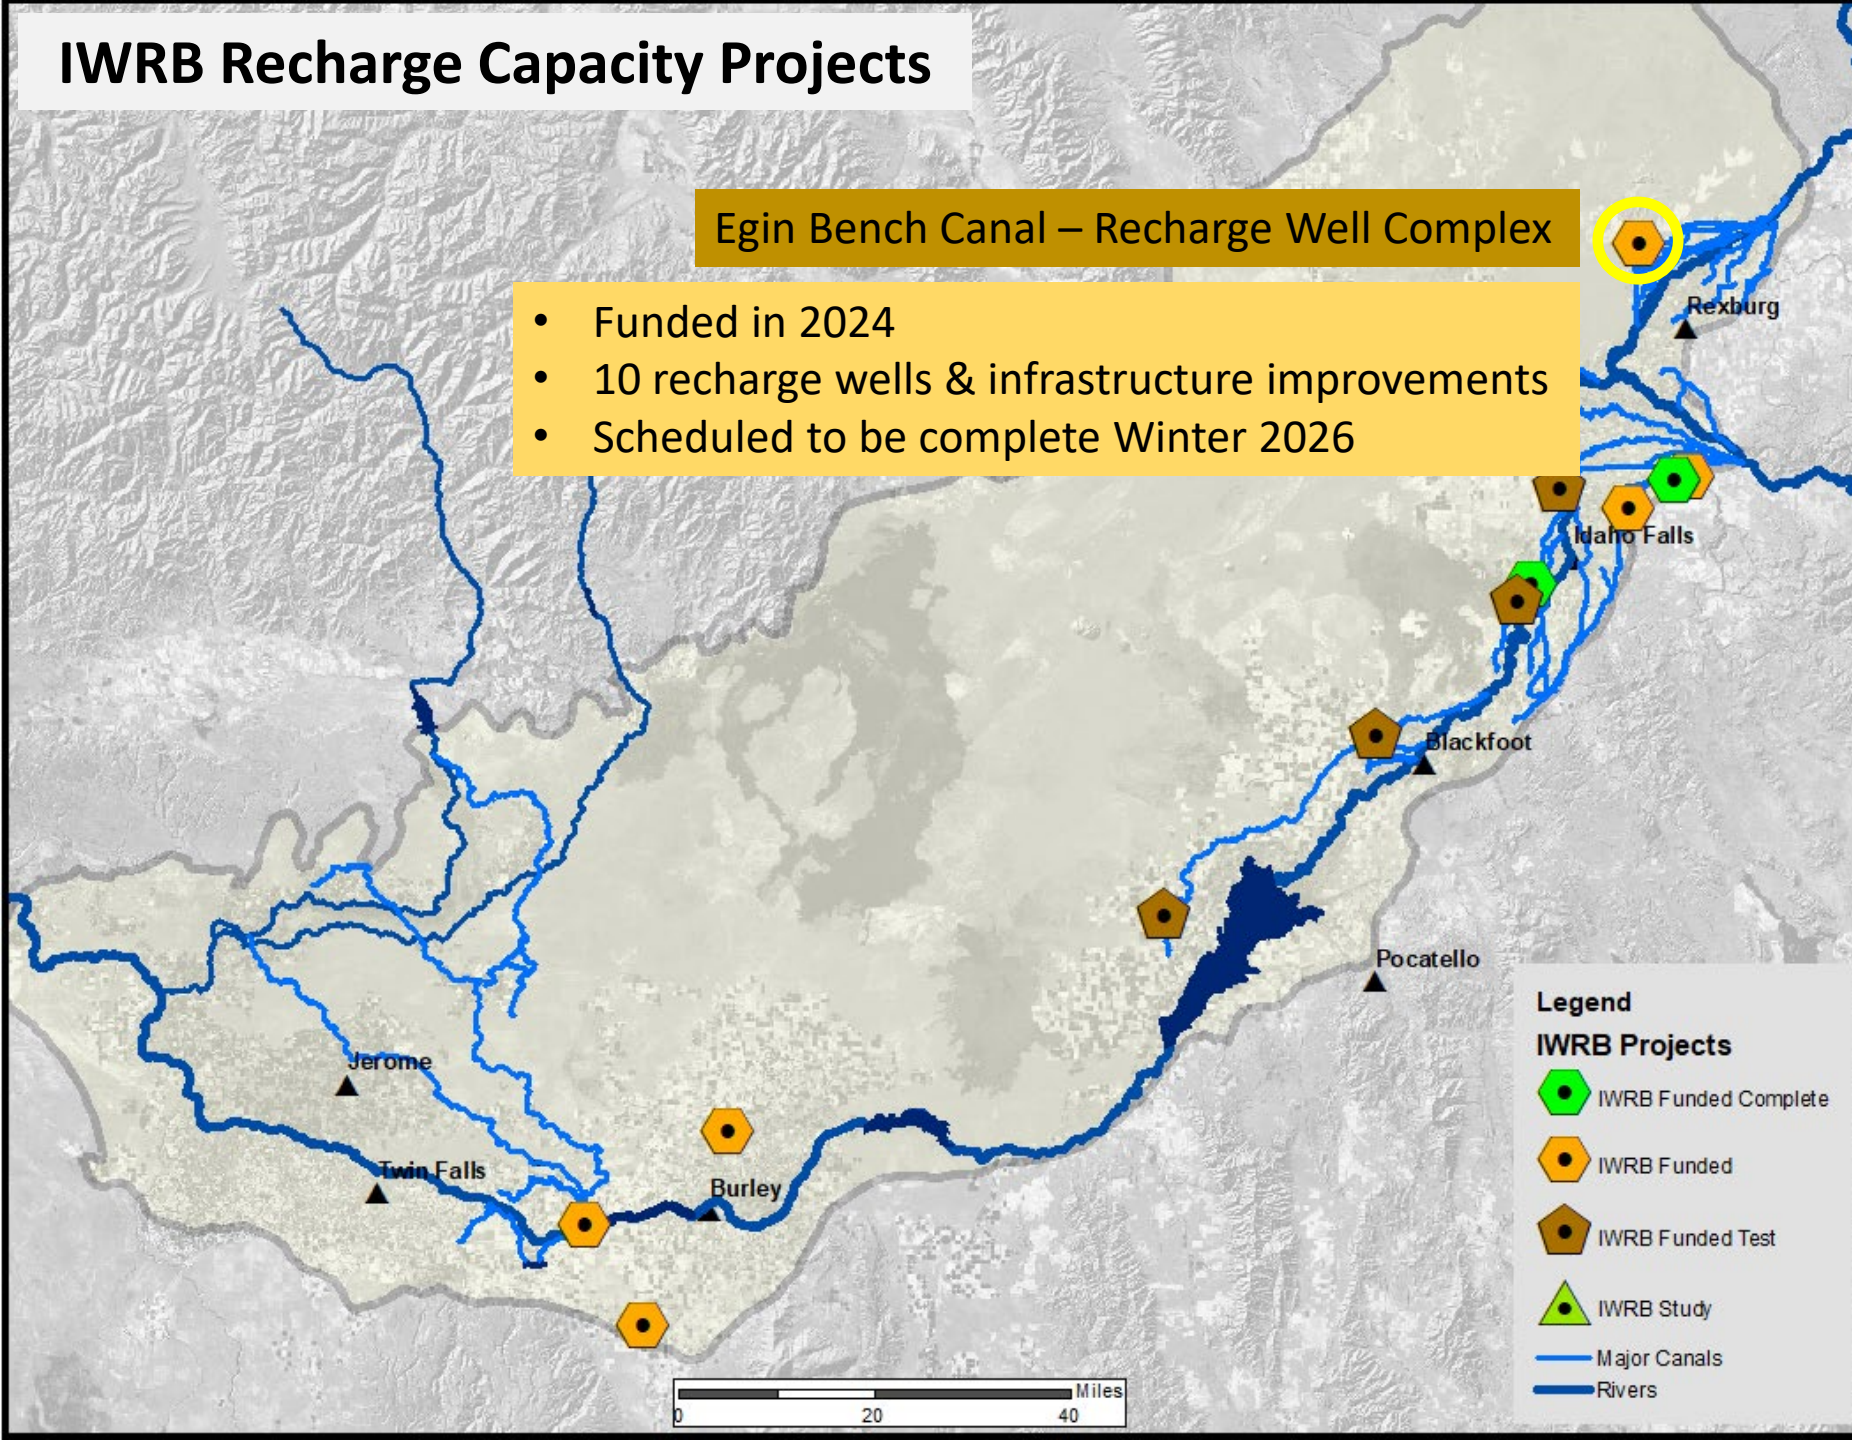 IWRB Recharge Capacity Projects
Egin Bench Canal – Recharge Well Complex
• Funded in 2024
• 10 recharge wells & infrastructure improvements
• Scheduled to be complete Winter 2026
Rexburg
Idaho Falls
Blackfoot
Pocatello
Jerome
Twin Falls
Burley
Legend
IWRB Projects
IWRB Funded Complete
IWRB Funded
IWRB Funded Test
IWRB Study
Major Canals
Rivers
Miles
0 20 40